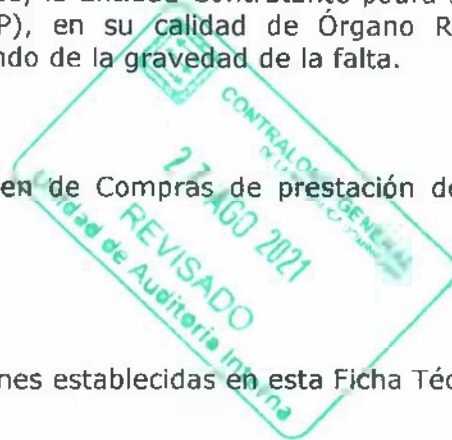 P), en su calidad de Órgano R
ndo de la gravedad de la falta.
CONTRALORÍA GENERAL
en de Compras de prestación de
AGO 2021
REVISADO
Unidad de Auditoría Interna
nes establecidas en esta Ficha Téc